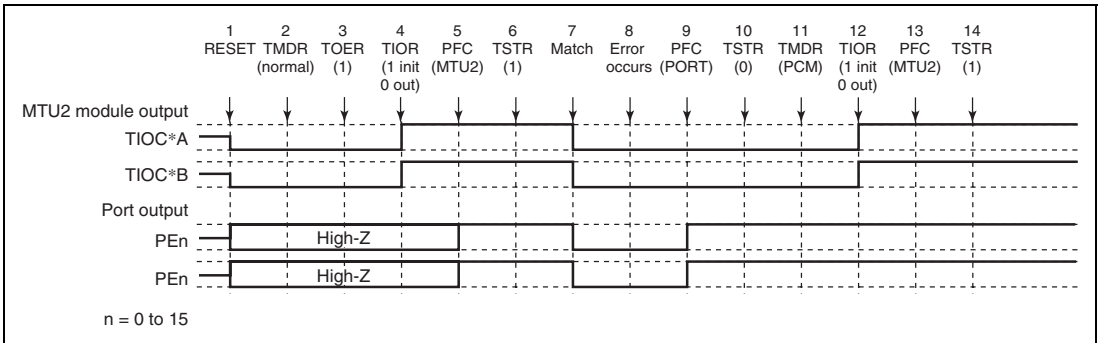 1 2 3 4 5 6 7 8 9 10 11 12 13 14
RESET TMDR TOER TIOR PFC TSTR Match Error PFC TSTR TMDR TIOR PFC TSTR
(normal) (1) (1 init (MTU2) (1) occurs (PORT) (0) (PCM) (1 init (MTU2) (1)
0 out) 0 out)
MTU2 module output
TIOC*A
TIOC*B
Port output
PEn High-Z
PEn High-Z
n = 0 to 15